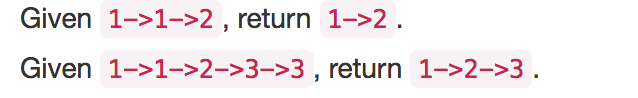 Given 1->1->2, return 1->2.
Given 1->1->2->3->3, return 1->2->3.